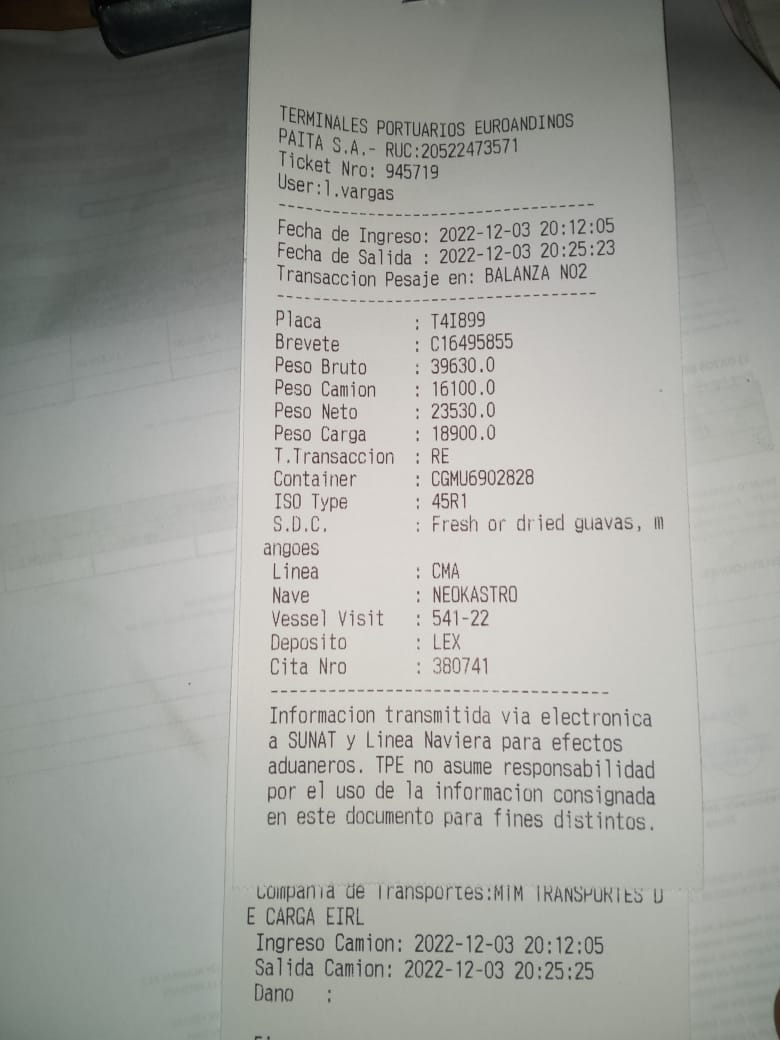 TERMINALES PORTUARIOS EUROANDINOS
PAITA S.A.- RUC:20522473571
Ticket Nro: 945719
User:l.vargas
----------------------------------
Fecha de Ingreso: 2022-12-03 20:12:05
Fecha de Salida : 2022-12-03 20:25:23
Transaccion Pesaje en: BALANZA NO2
----------------------------------
Placa : T4I899
Brevete : C16495855
Peso Bruto : 39630.0
Peso Camion : 16100.0
Peso Neto : 23530.0
Peso Carga : 18900.0
T.Transaccion : RE
Container : CGMU6902828
ISO Type : 45R1
S.D.C. : Fresh or dried guavas, m
angoes
Linea : CMA
Nave : NEOKASTRO
Vessel Visit : 541-22
Deposito : LEX
Cita Nro : 380741
----------------------------------
Informacion transmitida via electronica
a SUNAT y Linea Naviera para efectos
aduaneros. TPE no asume responsabilidad
por el uso de la informacion consignada
en este documento para fines distintos.
Compania de Transportes:MTM TRANSPORTES D
E CARGA EIRL
Ingreso Camion: 2022-12-03 20:12:05
Salida Camion: 2022-12-03 20:25:25
Dano :